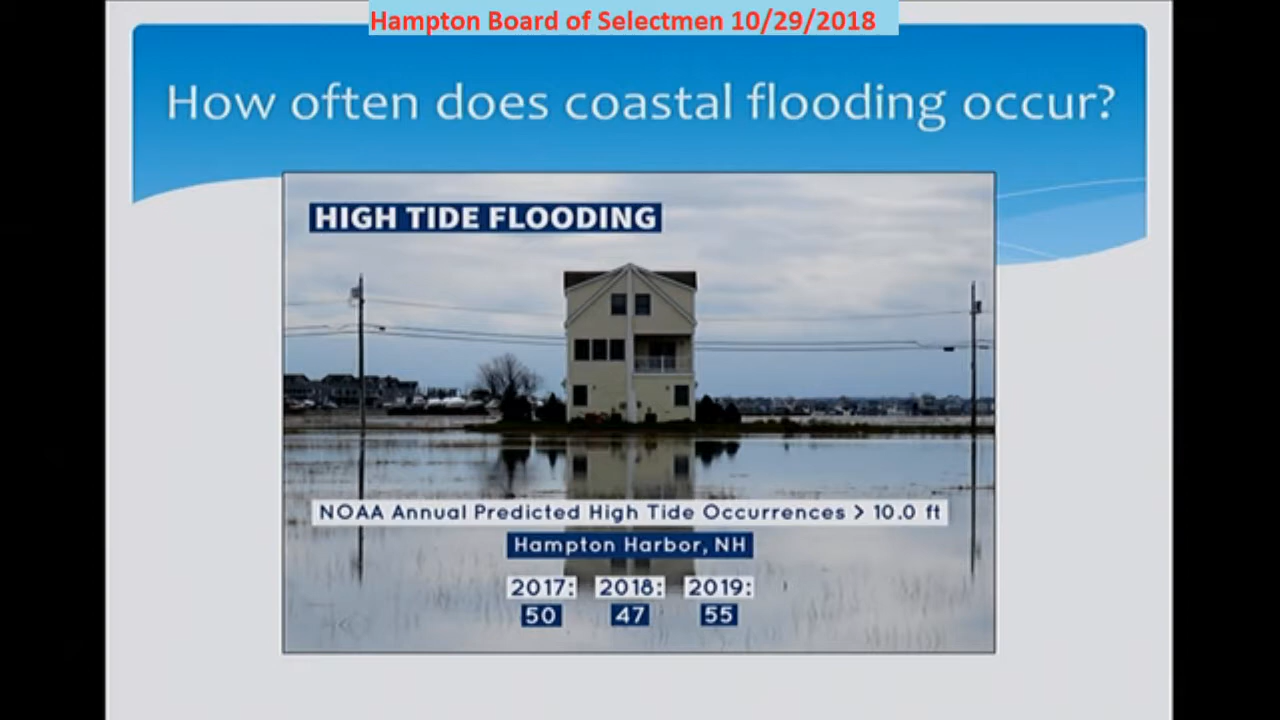 Hampton Board of Selectmen 10/29/2018
How often does coastal flooding occur?
HIGH TIDE FLOODING
NOAA Annual Predicted High Tide Occurrences > 10.0 ft
Hampton Harbor, NH
2017: 2018: 2019:
50 47 55